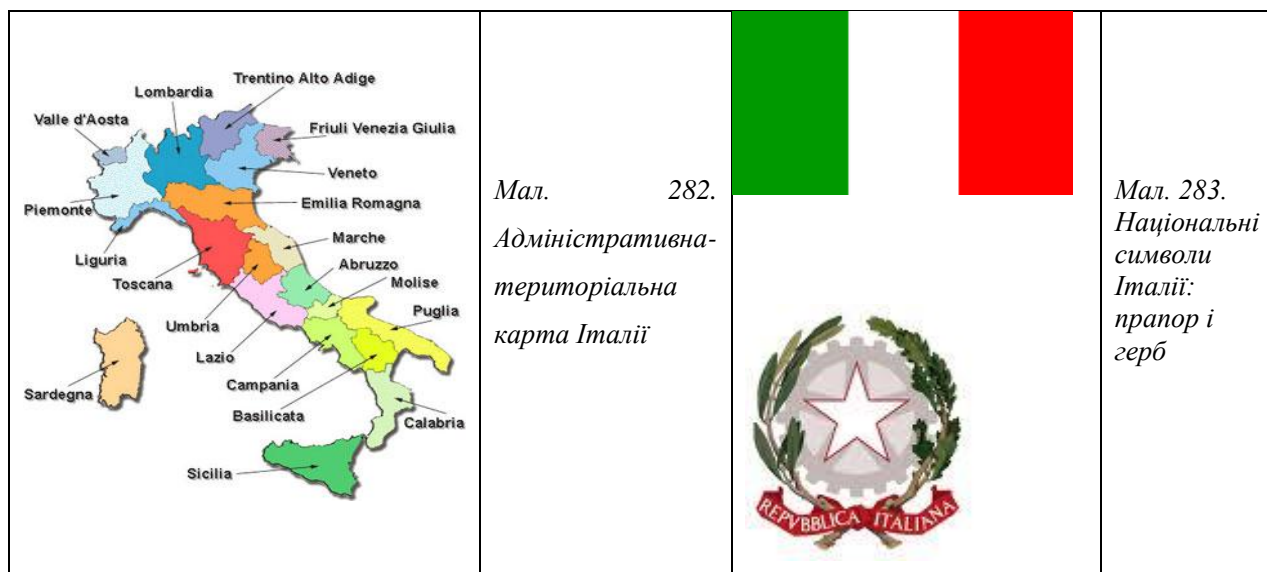 Trentino Alto Adige
Lombardia
Valle d'Aosta
Friuli Venezia Giulia
Veneto
Piemonte
Emilia Romagna
Liguria
Marche
Toscana
Abruzzo
Molise
Umbria
Puglia
Lazio
Campania
Sardegna
Basilicata
Calabria
Sicilia
Мал. 282.
Адміністративна-
територіальна
карта Італії
REPVBBLICA ITALIANA
Мал. 283.
Національні
символи
Італії:
прапор і
герб